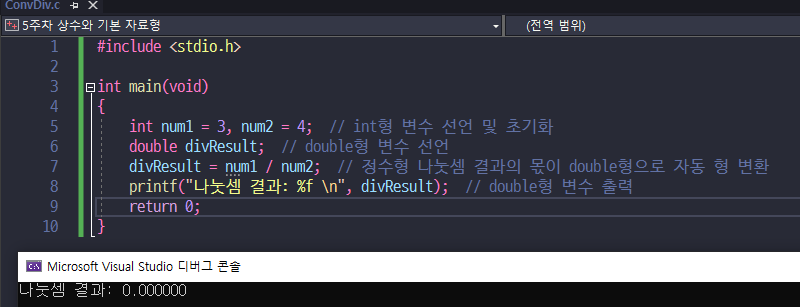 ConvDiv.c
5주차 상수와 기본 자료형
(전역 범위)
1 #include <stdio.h>
2
3 int main(void)
4 {
5 int num1 = 3, num2 = 4;  // int형 변수 선언 및 초기화
6 double divResult;  // double형 변수 선언
7 divResult = num1 / num2;  // 정수형 나눗셈 결과의 몫이 double형으로 자동 형 변환
8 printf("나눗셈 결과: %f \n", divResult);  // double형 변수 출력
9 return 0;
10 }
Microsoft Visual Studio 디버그 콘솔
나눗셈 결과: 0.000000